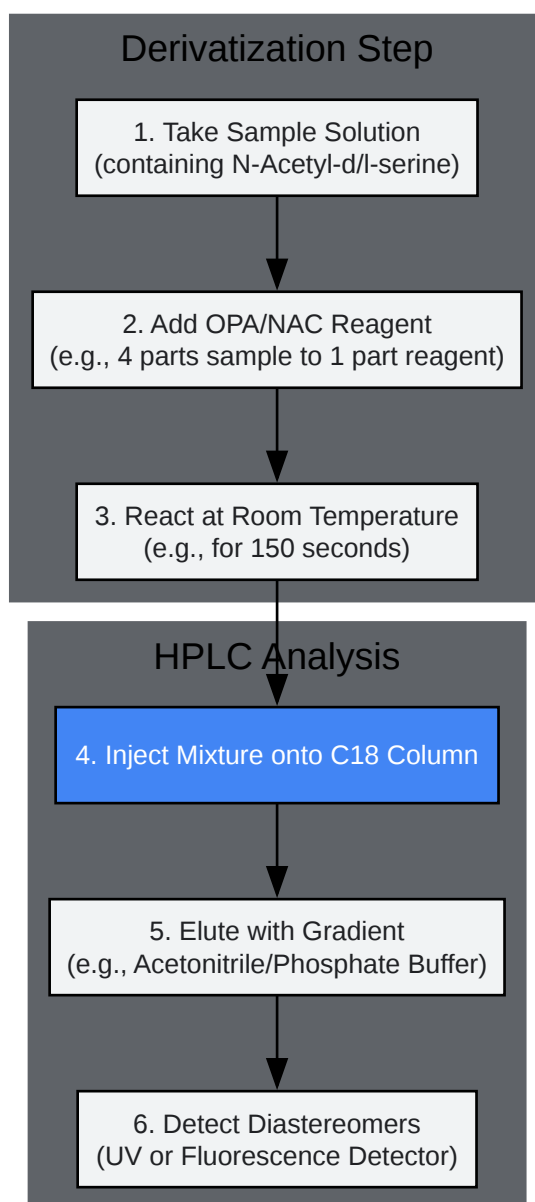 Derivatization Step
1. Take Sample Solution
(containing N-Acetyl-d/l-serine)
2. Add OPA/NAC Reagent
(e.g., 4 parts sample to 1 part reagent)
3. React at Room Temperature
(e.g., for 150 seconds)
HPLC Analysis
4. Inject Mixture onto C18 Column
5. Elute with Gradient
(e.g., Acetonitrile/Phosphate Buffer)
6. Detect Diastereomers
(UV or Fluorescence Detector)